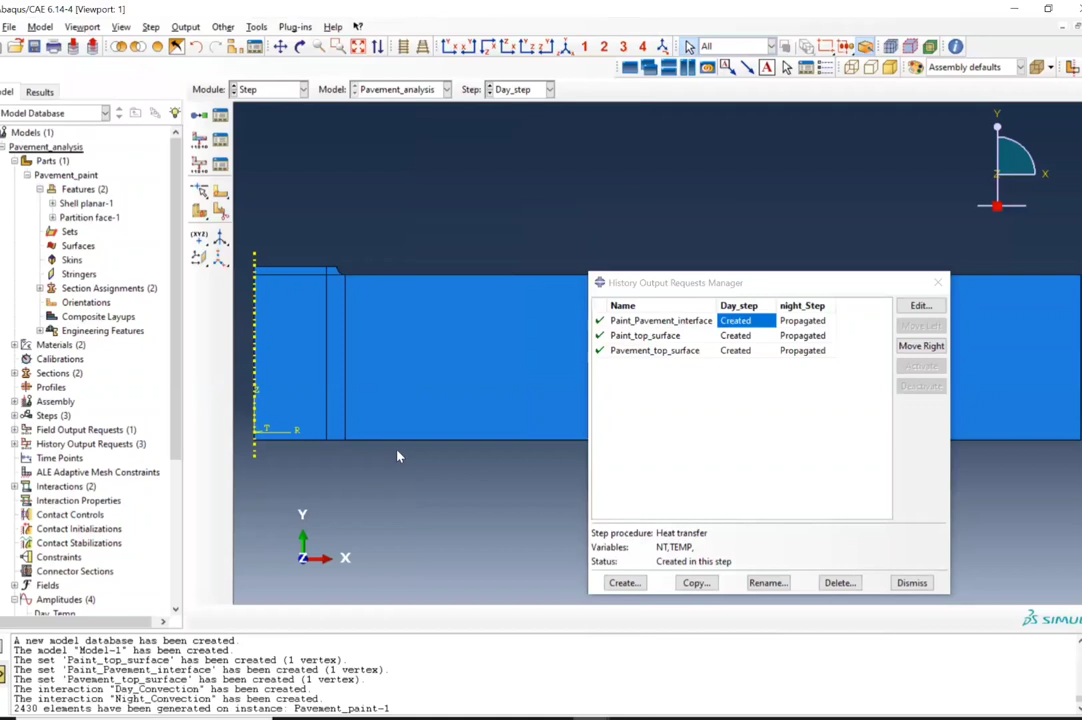 baqus/CAE 6.14-4 [Viewport: 1]
File Model Viewport View Step Output Other Tools Plug-ins Help
1 2 3 4 All
Assembly defaults
Module: Step Model: Pavement_analysis Step: Day_step
Results
Model Database
Models (1)
Pavement_analysis
Parts (1)
Pavement_paint
Features (2)
Shell planar-1
Partition face-1
Sets
Surfaces
Skins
Stringers
Section Assignments (2)
Orientations
Composite Layups
Engineering Features
Materials (2)
Calibrations
Sections (2)
Profiles
Assembly
Steps (3)
Field Output Requests (1)
History Output Requests (3)
Time Points
ALE Adaptive Mesh Constraints
Interactions (2)
Interaction Properties
Contact Controls
Contact Initializations
Contact Stabilizations
Constraints
Connector Sections
Fields
Amplitudes (4)
Day_Temp
Y
X
Z
T R
Y
Z X
History Output Requests Manager
Name Day_step night_Step
Paint_Pavement_interface Created Propagated
Paint_top_surface Created Propagated
Pavement_top_surface Created Propagated
Edit...
Move Left
Move Right
Activate
Deactivate
Step procedure: Heat transfer
Variables: NT,TEMP,
Status: Created in this step
Create... Copy... Rename... Delete... Dismiss
SIMU
A new model database has been created.
The model "Model-1" has been created.
The set 'Paint_top_surface' has been created (1 vertex).
The set 'Paint_Pavement_interface' has been created (1 vertex).
The set 'Pavement_top_surface' has been created (1 vertex).
The interaction "Day_Convection" has been created.
The interaction "Night_Convection" has been created.
2430 elements have been generated on instance: Pavement_paint-1